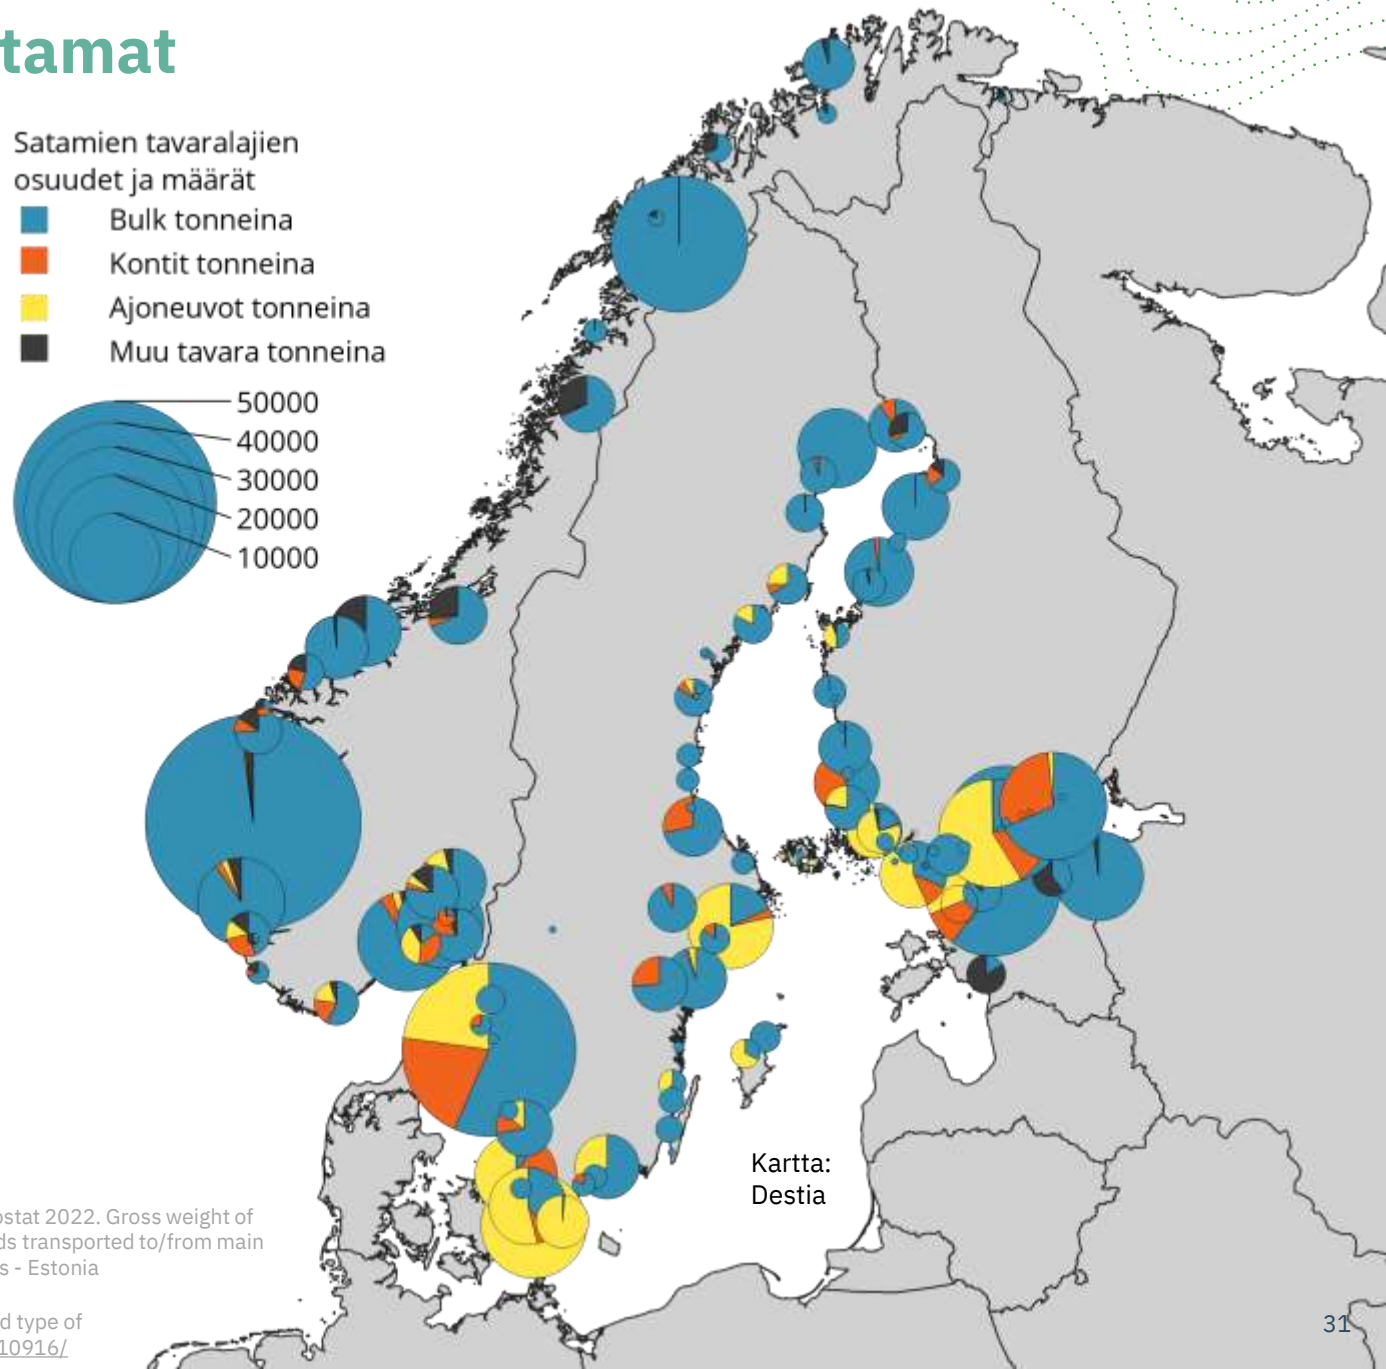 tamat
Satamien tavaralajien
osuudet ja määrät
Bulk tonneina
Kontit tonneina
Ajoneuvot tonneina
Muu tavara tonneina
50000
40000
30000
20000
10000
Kartta:
Destia
ostat 2022. Gross weight of
ds transported to/from main
s - Estonia
d type of
10916/
31